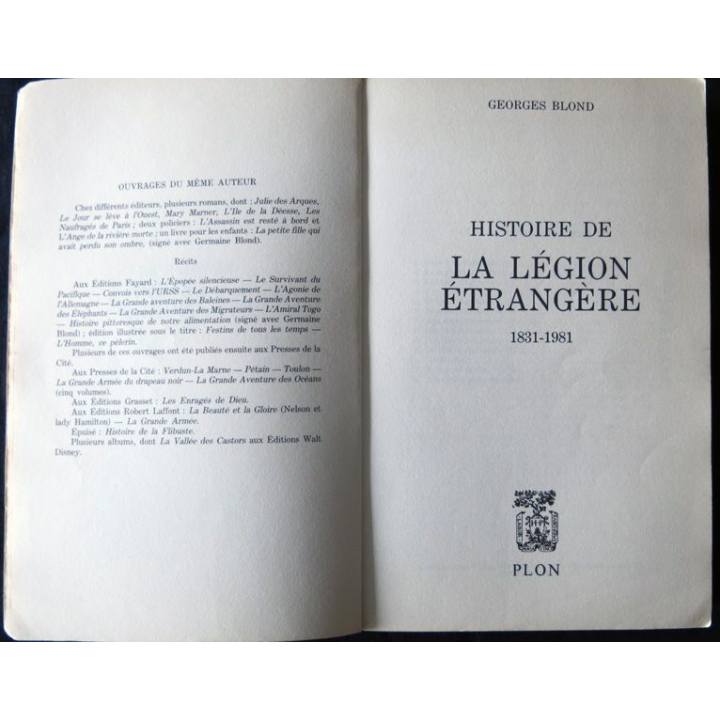 OUVRAGES DU MÊME AUTEUR
Chez différents éditeurs, plusieurs romans, dont : Julie des Arques,
Le Jour se lève à l'Ouest, Mary Marner, L'Ile de la Déesse, Les
Naufragés de Paris ; deux policiers : L'Assassin est resté à bord et
L'Ange de la rivière morte ; un livre pour les enfants : La petite fille qui
avait perdu son ombre, (signé avec Germaine Blond).
Récits
Aux Éditions Fayard : L'Épopée silencieuse — Le Survivant du
Pacifique — Convois vers l'URSS — Le Débarquement — L'Agonie de
l'Allemagne — La Grande aventure des Baleines — La Grande Aventure
des Éléphants — La Grande Aventure des Migrateurs — L'Amiral Togo
— Histoire pittoresque de notre alimentation (signé avec Germaine
Blond) ; édition illustrée sous le titre : Festins de tous les temps —
L'Homme, ce pèlerin.
Plusieurs de ces ouvrages ont été publiés ensuite aux Presses de la
Cité.
Aux Presses de la Cité : Verdun-La Marne — Pétain — Toulon —
La Grande Armée du drapeau noir — La Grande Aventure des Océans
(cinq volumes).
Aux Éditions Grasset : Les Enragés de Dieu.
Aux Éditions Robert Laffont : La Beauté et la Gloire (Nelson et
lady Hamilton) — La Grande Armée.
Épuisé : Histoire de la Flibuste.
Plusieurs albums, dont La Vallée des Castors aux Éditions Walt
Disney.
GEORGES BLOND
HISTOIRE DE
LA LÉGION
ÉTRANGÈRE
1831-1981
PLON